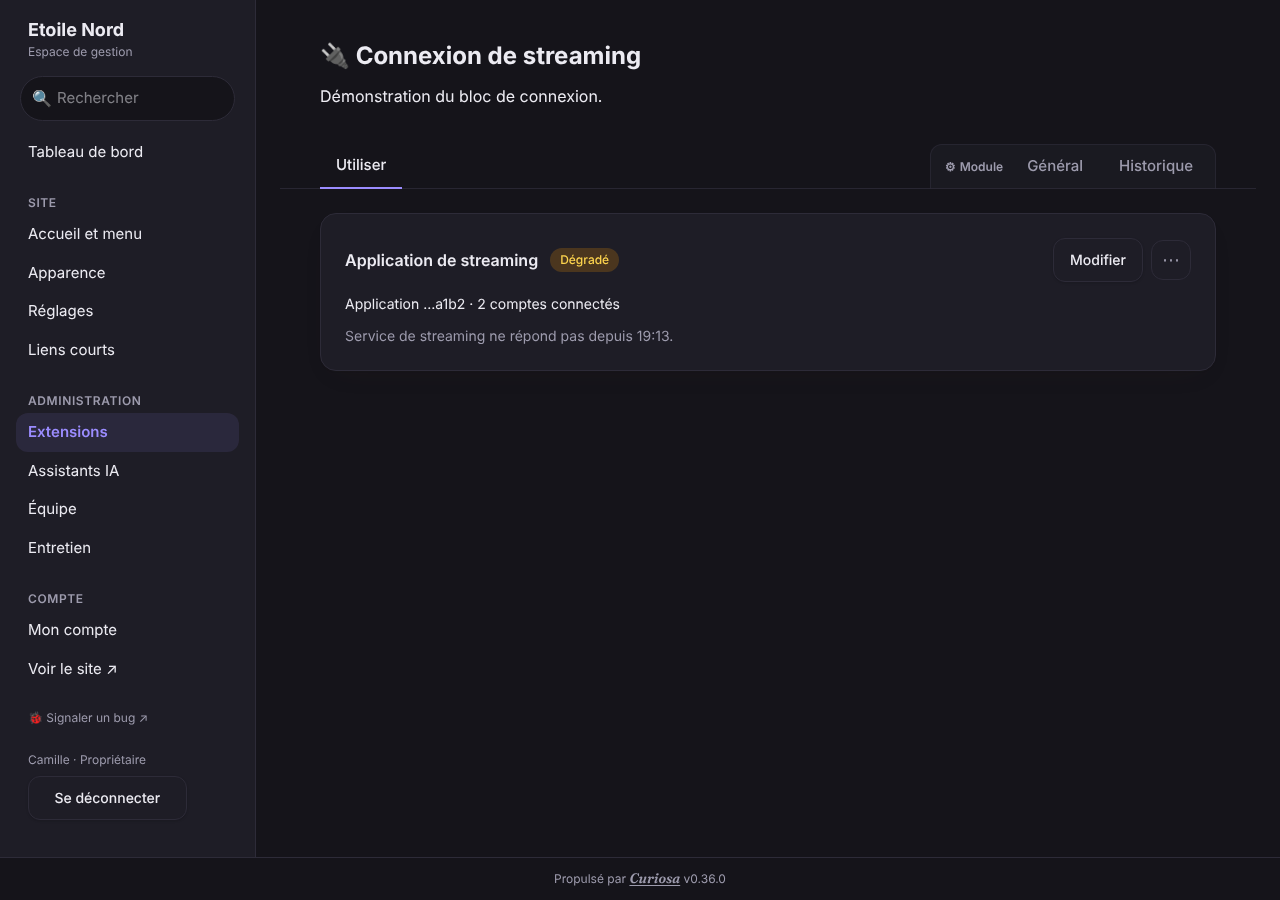 Etoile Nord
Espace de gestion
🔍 Rechercher
Tableau de bord
SITE
Accueil et menu
Apparence
Réglages
Liens courts
ADMINISTRATION
Extensions
Assistants IA
Équipe
Entretien
COMPTE
Mon compte
Voir le site ↗
🐞 Signaler un bug ↗
Camille · Propriétaire
Se déconnecter
🔌 Connexion de streaming
Démonstration du bloc de connexion.
Utiliser
⚙ Module Général Historique
Application de streaming Dégradé Modifier ⋯
Application …a1b2 · 2 comptes connectés
Service de streaming ne répond pas depuis 19:13.
Propulsé par Curiosa v0.36.0